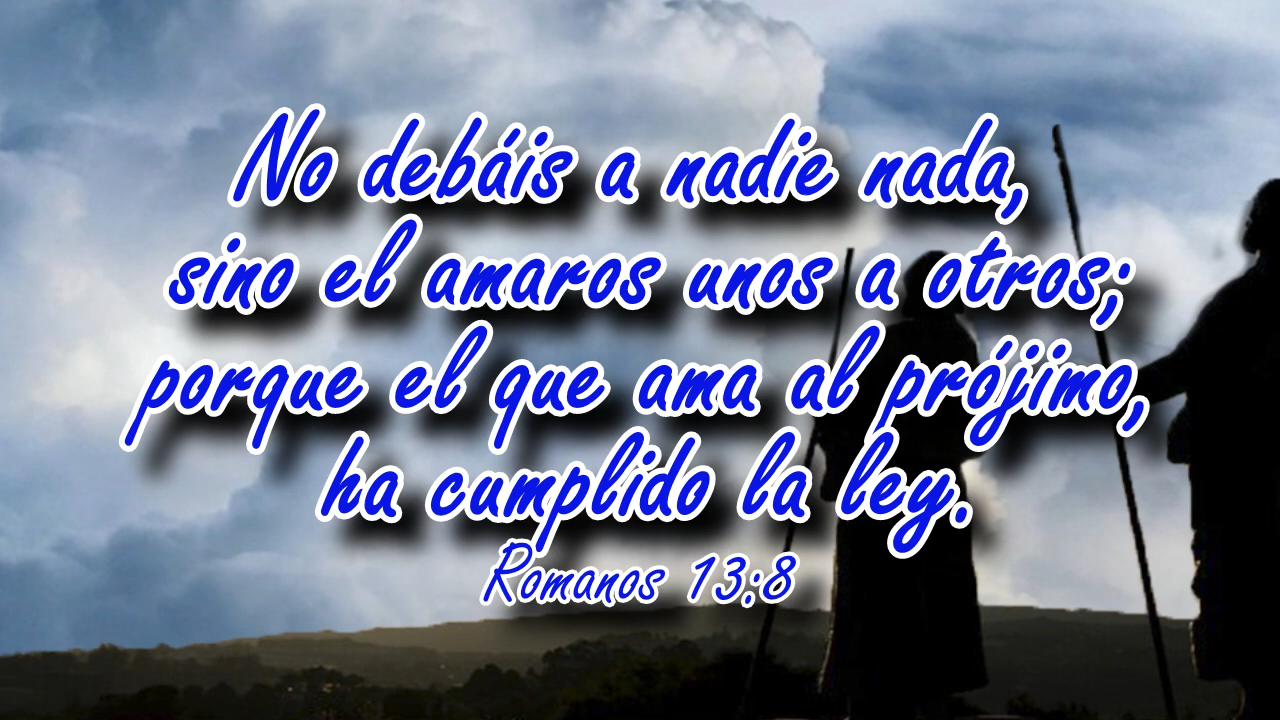 No debáis a nadie nada,
sino el amaros unos a otros;
porque el que ama al prójimo,
ha cumplido la ley.
Romanos 13:8